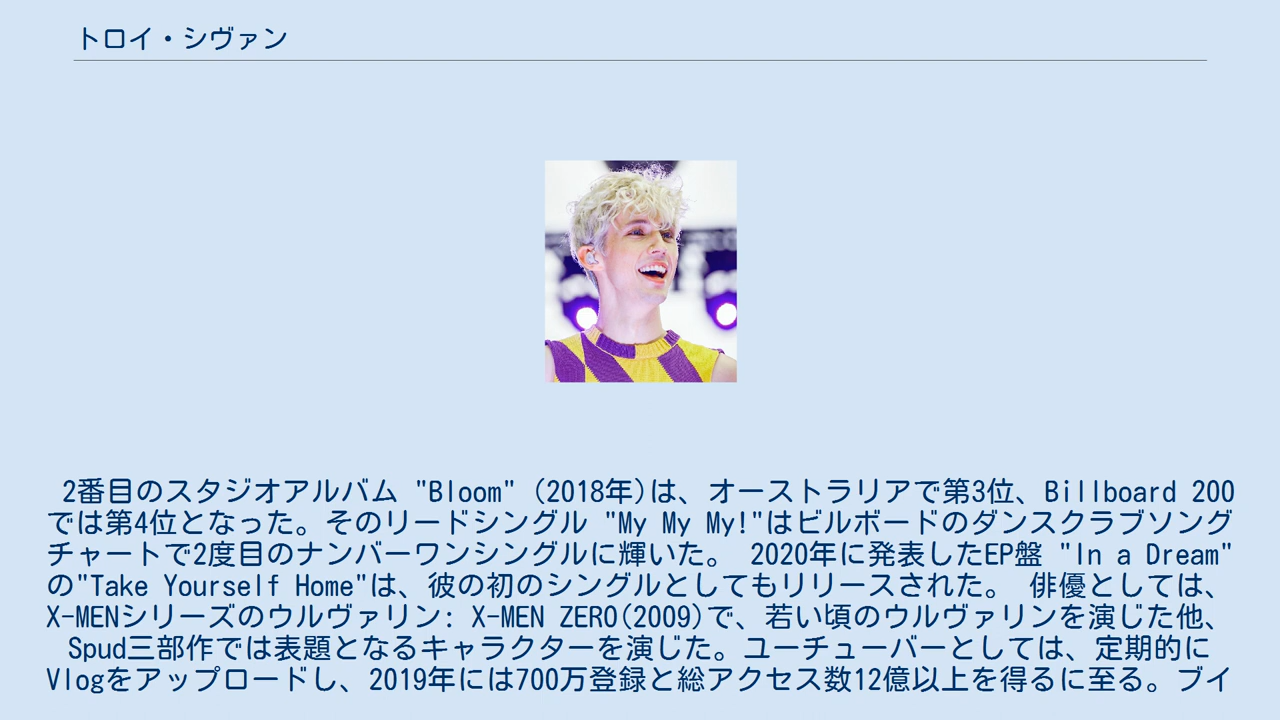 トロイ・シヴァン
2番目のスタジオアルバム "Bloom" (2018年)は、オーストラリアで第3位、Billboard 200
では第4位となった。そのリードシングル "My My My!"はビルボードのダンスクラブソング
チャートで2度目のナンバーワンシングルに輝いた。 2020年に発表したEP盤 "In a Dream"
の"Take Yourself Home"は、彼の初のシングルとしてもリリースされた。 俳優としては、
X-MENシリーズのウルヴァリン: X-MEN ZERO(2009)で、若い頃のウルヴァリンを演じた他、
Spud三部作では表題となるキャラクターを演じた。ユーチューバーとしては、定期的に
Vlogをアップロードし、2019年には700万登録と総アクセス数12億以上を得るに至る。ブイ